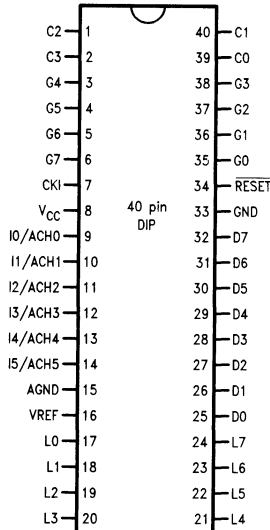 C2 1 40 C1
C3 2 39 C0
G4 3 38 G3
G5 4 37 G2
G6 5 36 G1
G7 6 35 G0
CKI 7 34 RESET
VCC 8 33 GND
40 pin
DIP
I0/ACH0 9 32 D7
I1/ACH1 10 31 D6
I2/ACH2 11 30 D5
I3/ACH3 12 29 D4
I4/ACH4 13 28 D3
I5/ACH5 14 27 D2
AGND 15 26 D1
VREF 16 25 D0
L0 17 24 L7
L1 18 23 L6
L2 19 22 L5
L3 20 21 L4